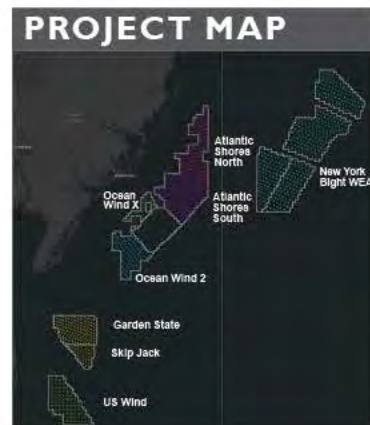 PROJECT MAP
Atlantic
Shores
North
New York
Bight WEA
Ocean
Wind X
Atlantic
Shores
South
Ocean Wind 2
Garden State
Skip Jack
US Wind